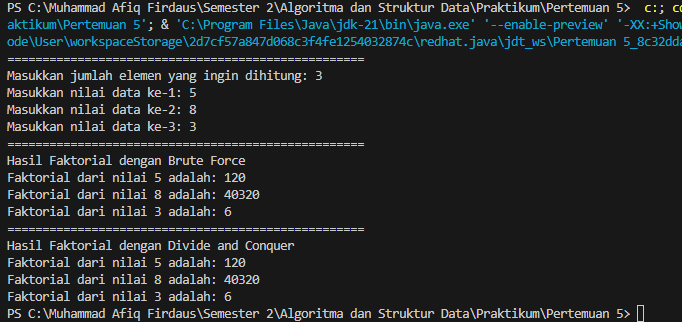 PS C:\Muhammad Afiq Firdaus\Semester 2\Algoritma dan Struktur Data\Praktikum\Pertemuan 5>  c:; co
aktikum\Pertemuan 5'; & 'C:\Program Files\Java\jdk-21\bin\java.exe' '--enable-preview' '-XX:+Show
ode\User\workspaceStorage\2d7cf57a847d068c3f4fe1254032874c\redhat.java\jdt_ws\Pertemuan 5_8c32dda
===================================================
Masukkan jumlah elemen yang ingin dihitung: 3
Masukkan nilai data ke-1: 5
Masukkan nilai data ke-2: 8
Masukkan nilai data ke-3: 3
===================================================
Hasil Faktorial dengan Brute Force
Faktorial dari nilai 5 adalah: 120
Faktorial dari nilai 8 adalah: 40320
Faktorial dari nilai 3 adalah: 6
===================================================
Hasil Faktorial dengan Divide and Conquer
Faktorial dari nilai 5 adalah: 120
Faktorial dari nilai 8 adalah: 40320
Faktorial dari nilai 3 adalah: 6
PS C:\Muhammad Afiq Firdaus\Semester 2\Algoritma dan Struktur Data\Praktikum\Pertemuan 5>